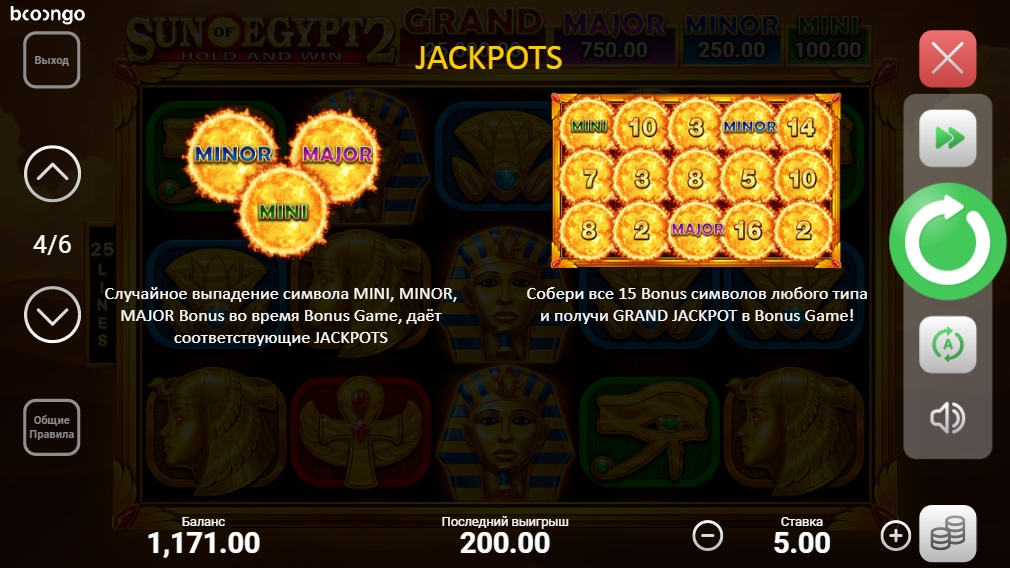 booongo
SUN OF EGYPT 2
HOLD AND WIN
GRAND
MAJOR
750.00
MINOR
250.00
MINI
100.00
JACKPOTS
Выход
4/6
Общие
Правила
25
LINES
MINOR
MAJOR
MINI
MINI 10 3 MINOR 14
7 3 8 5 10
8 2 MAJOR 16 2
Случайное выпадение символа MINI, MINOR,
MAJOR Bonus во время Bonus Game, даёт
соответствующие JACKPOTS
Собери все 15 Bonus символов любого типа
и получи GRAND JACKPOT в Bonus Game!
A
Баланс
1,171.00
Последний выигрыш
200.00
Ставка
5.00